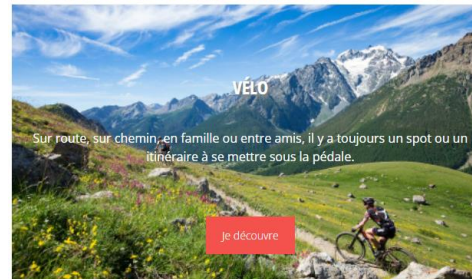 VÉLO
Sur route, sur chemin, en famille ou entre amis, il y a toujours un spot ou un
itinéraire à se mettre sous la pédale.
Je découvre